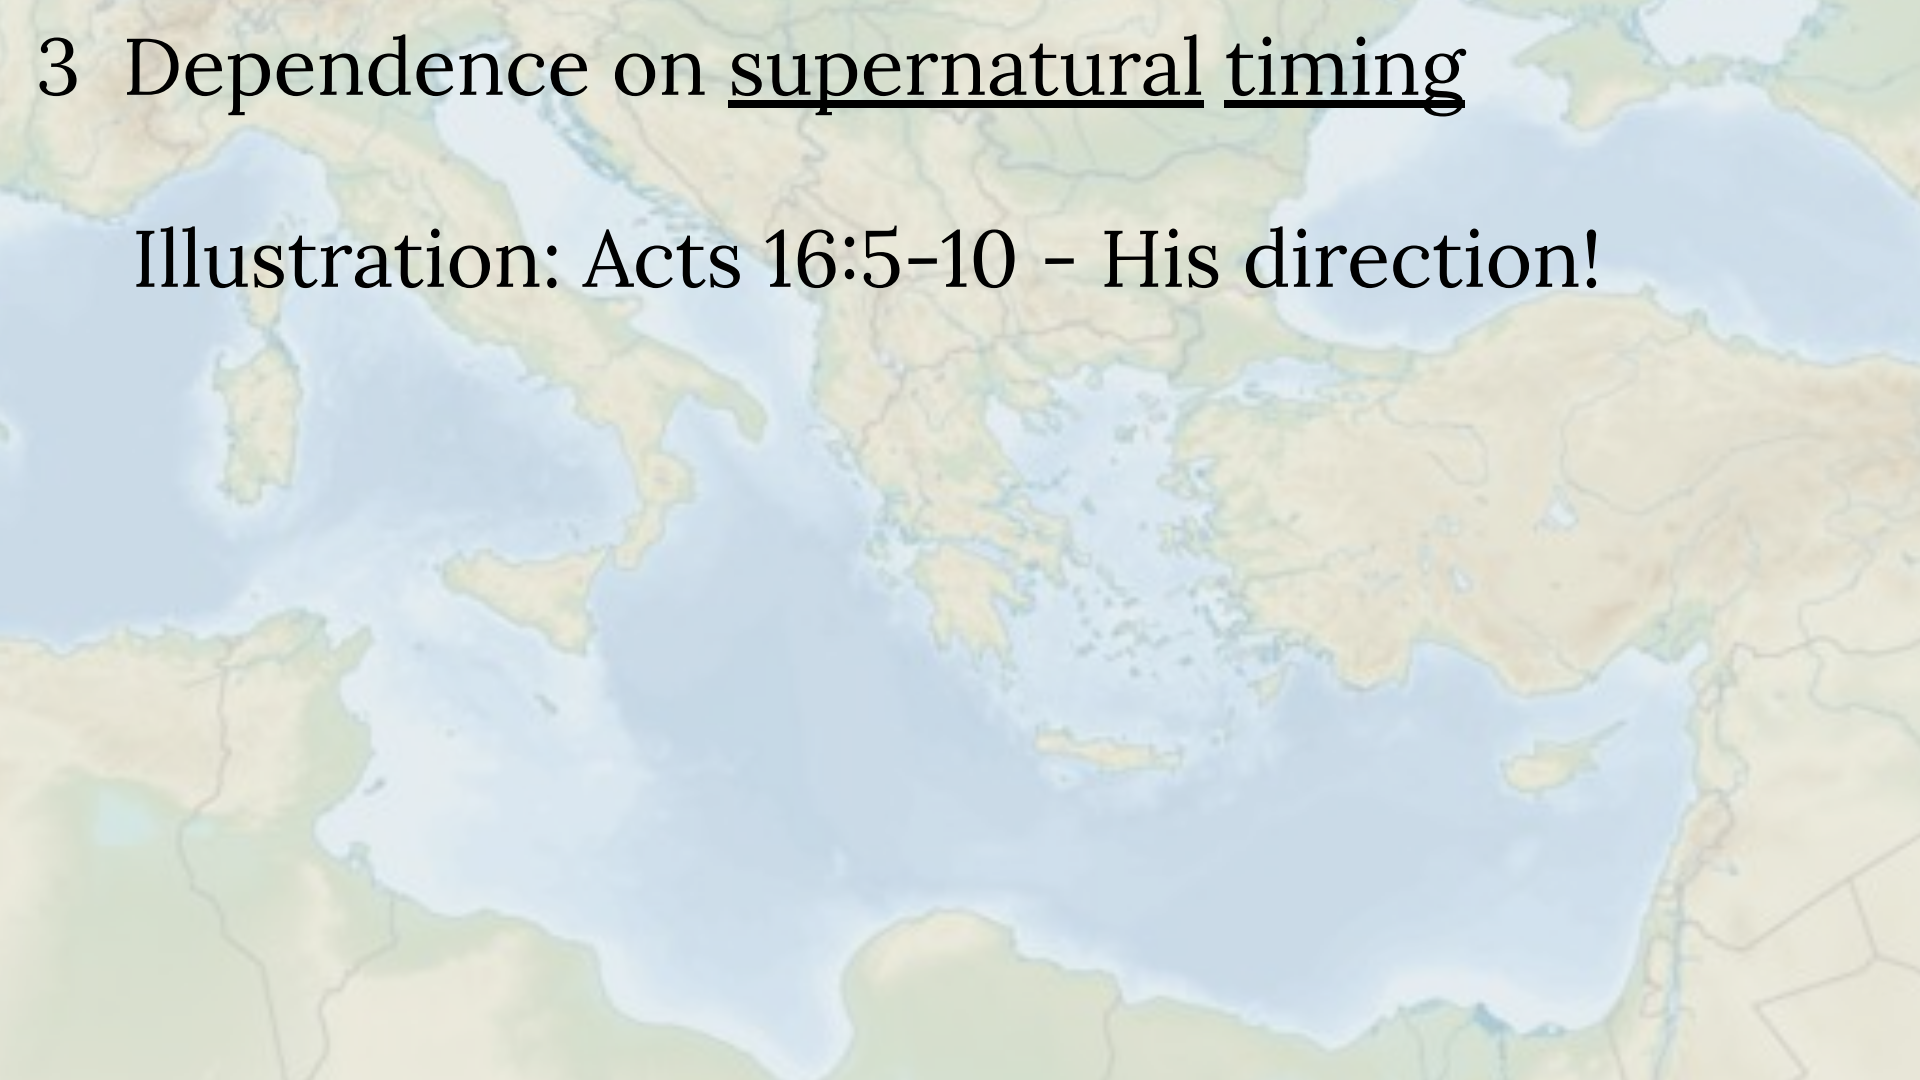 3 Dependence on supernatural timing
Illustration: Acts 16:5-10 - His direction!